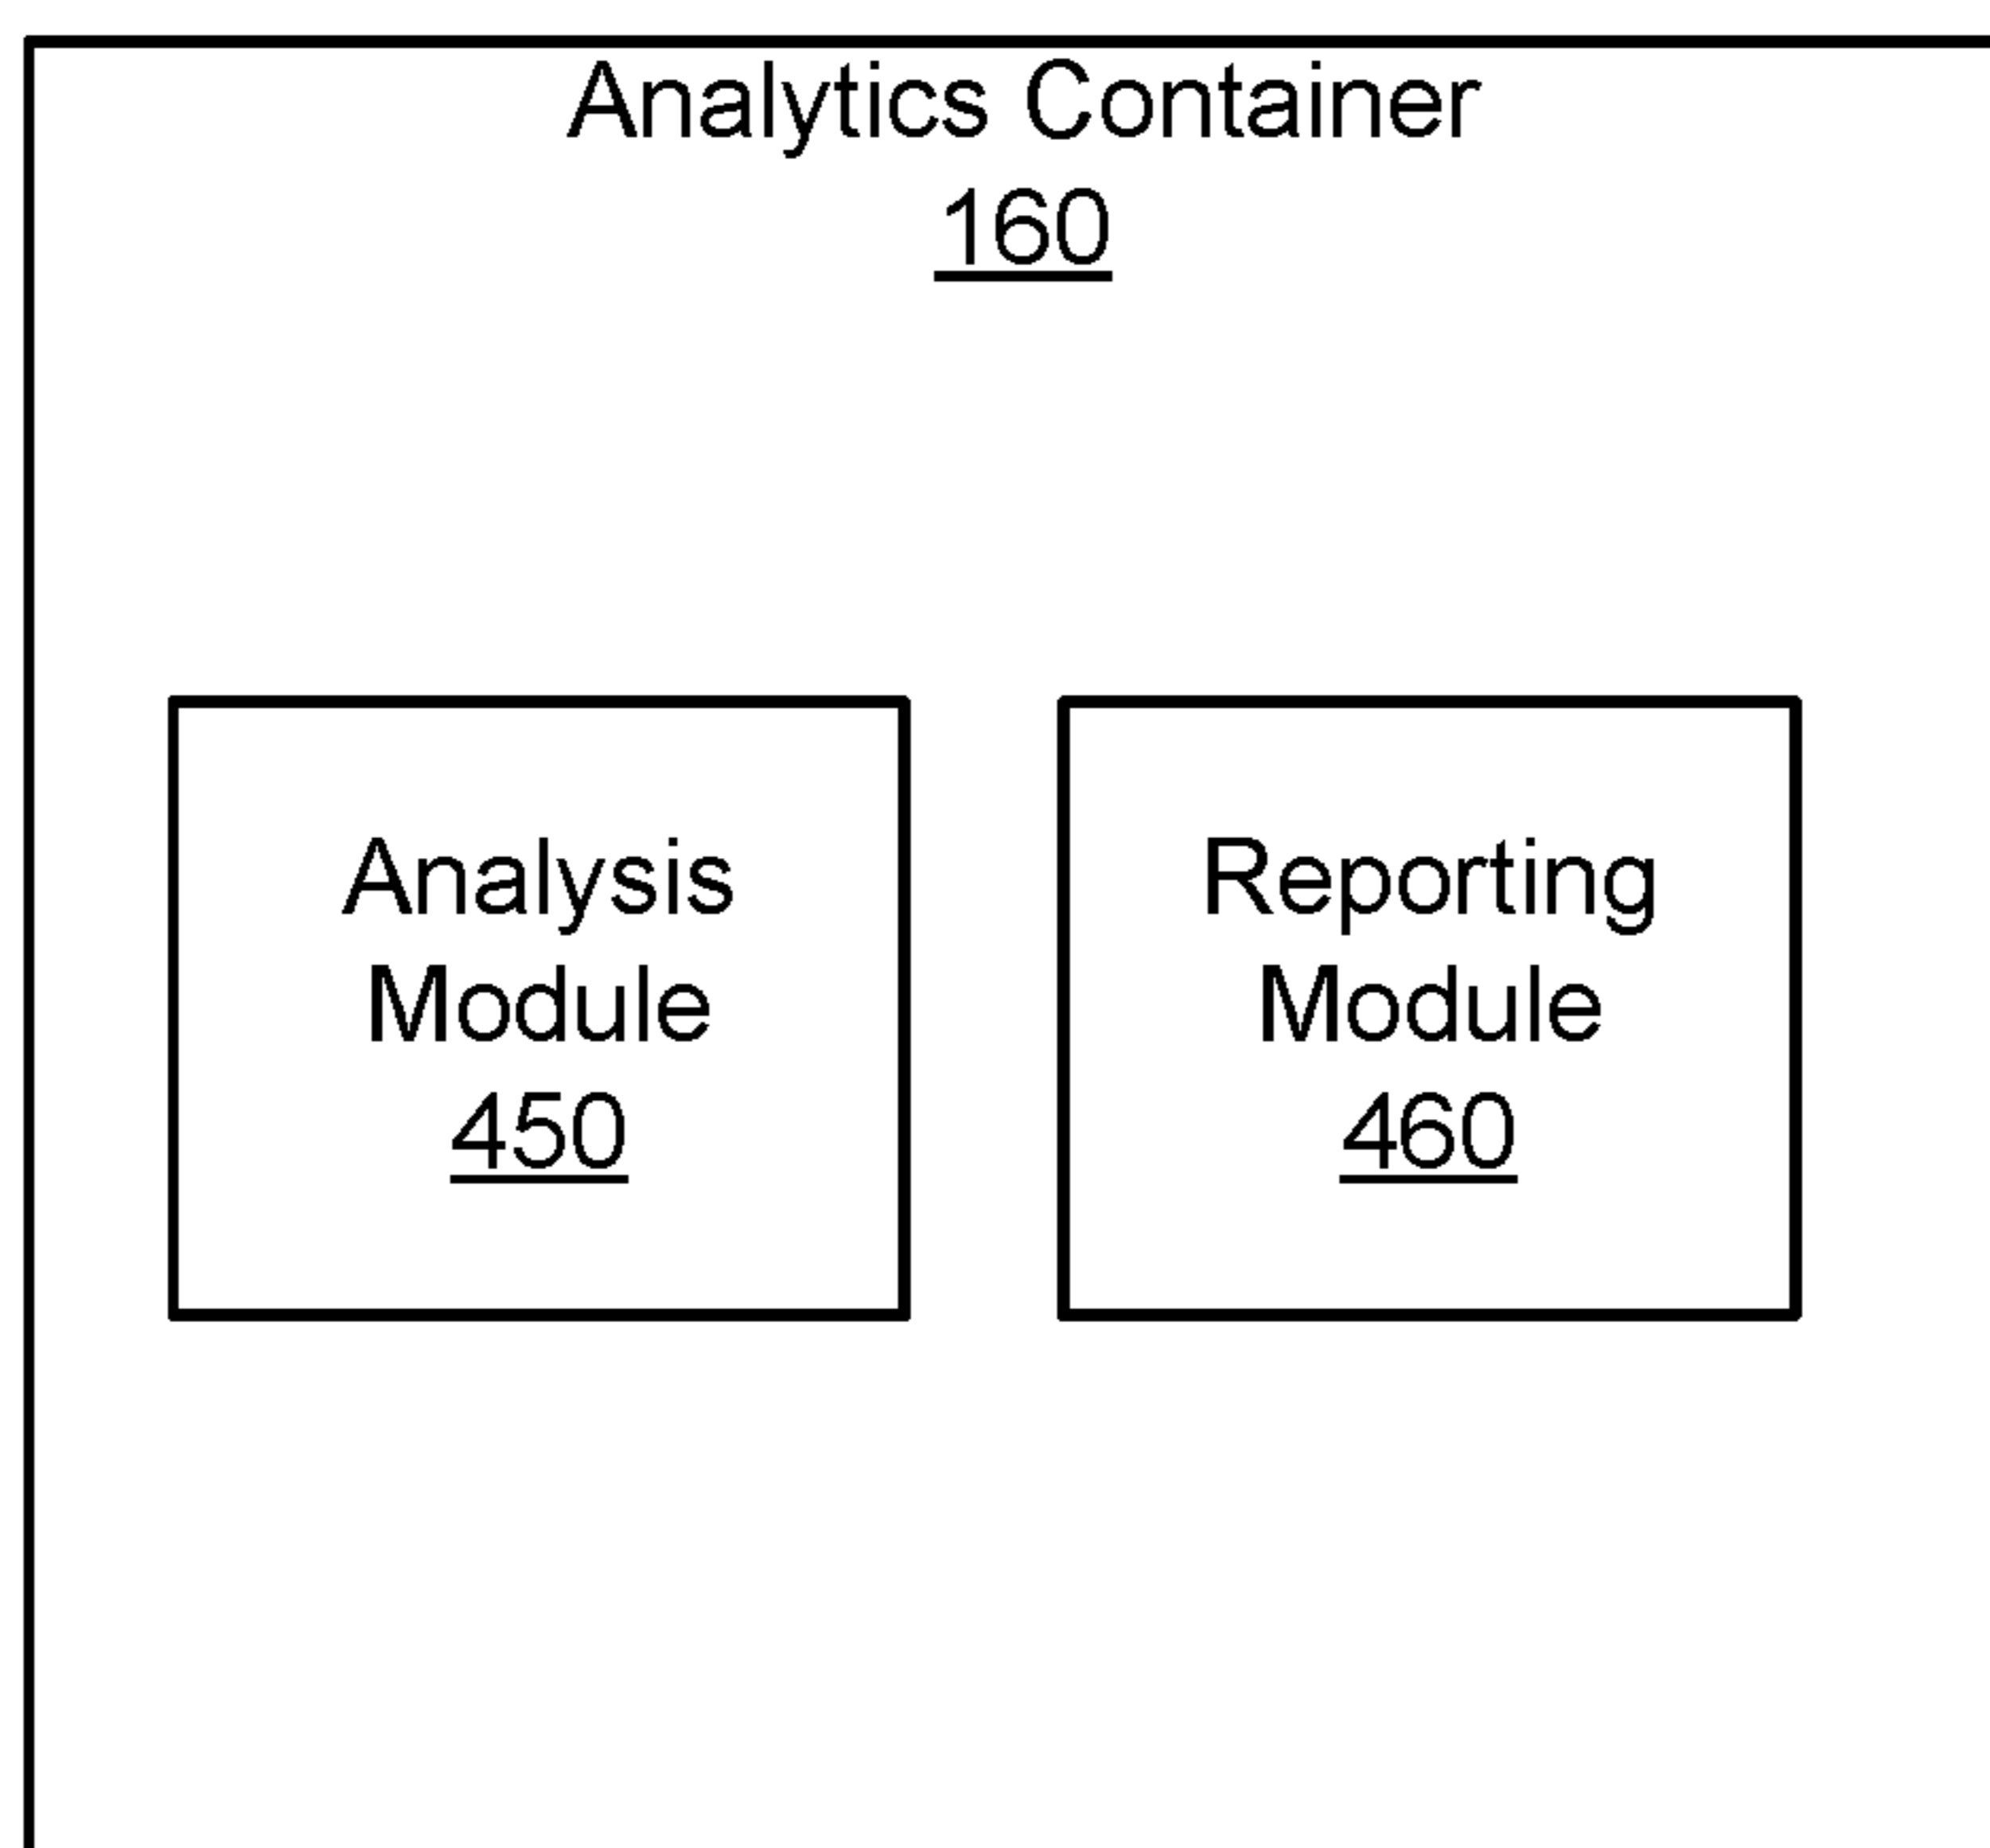 Analytics Container
160
Analysis
Module
450
Reporting
Module
460